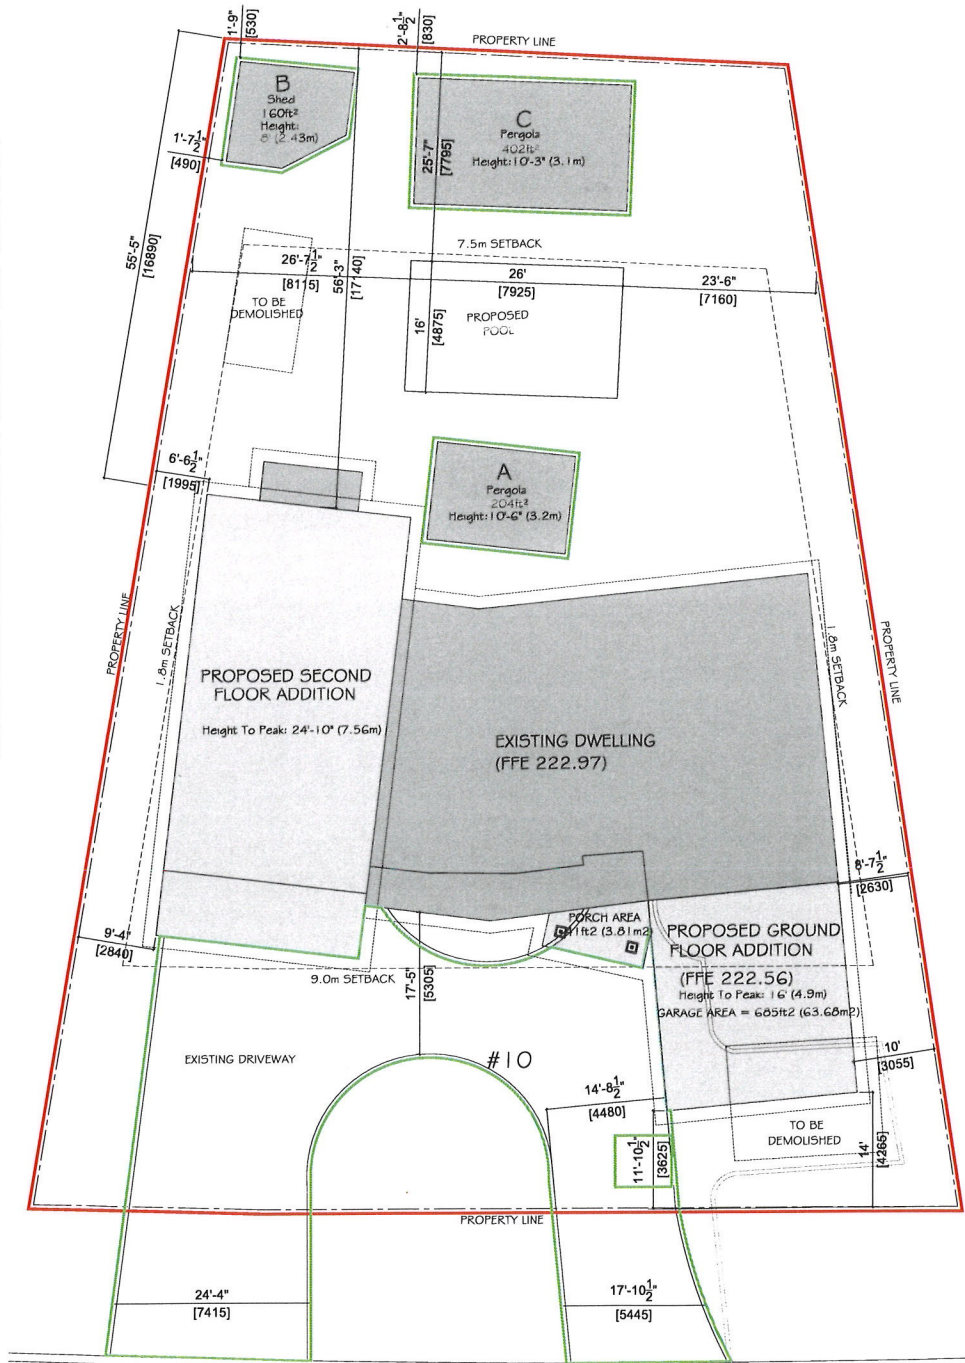 1'-9"
[530]
2'-8 1/2"
[830]
PROPERTY LINE
B
Shed
160ft²
Height:
8' (2.43m)
C
Pergola
402ft²
Height: 10'-3" (3.1m)
1'-7 1/2"
[490]
25'-7"
[7795]
55'-5"
[16890]
7.5m SETBACK
26'-7 1/2"
[8115]
56'-3"
[17140]
26'
[7925]
23'-6"
[7160]
TO BE
DEMOLISHED
16'
[4875]
PROPOSED
POOL
6'-6 1/2"
[1995]
A
Pergola
204ft²
Height: 10'-6" (3.2m)
PROPERTY LINE
1.8m SETBACK
1.8m SETBACK
PROPERTY LINE
PROPOSED SECOND
FLOOR ADDITION
Height To Peak: 24'-10" (7.56m)
EXISTING DWELLING
(FFE 222.97)
8'-7 1/2"
[2630]
9'-4"
[2840]
PORCH AREA
41ft2 (3.81m2)
PROPOSED GROUND
FLOOR ADDITION
(FFE 222.56)
Height To Peak: 16' (4.9m)
GARAGE AREA = 685ft2 (63.68m2)
9.0m SETBACK
17'-5"
[5305]
EXISTING DRIVEWAY
#10
10'
[3055]
14'-8 1/2"
[4480]
11'-10 1/2"
[3625]
TO BE
DEMOLISHED
14'
[4265]
PROPERTY LINE
24'-4"
[7415]
17'-10 1/2"
[5445]